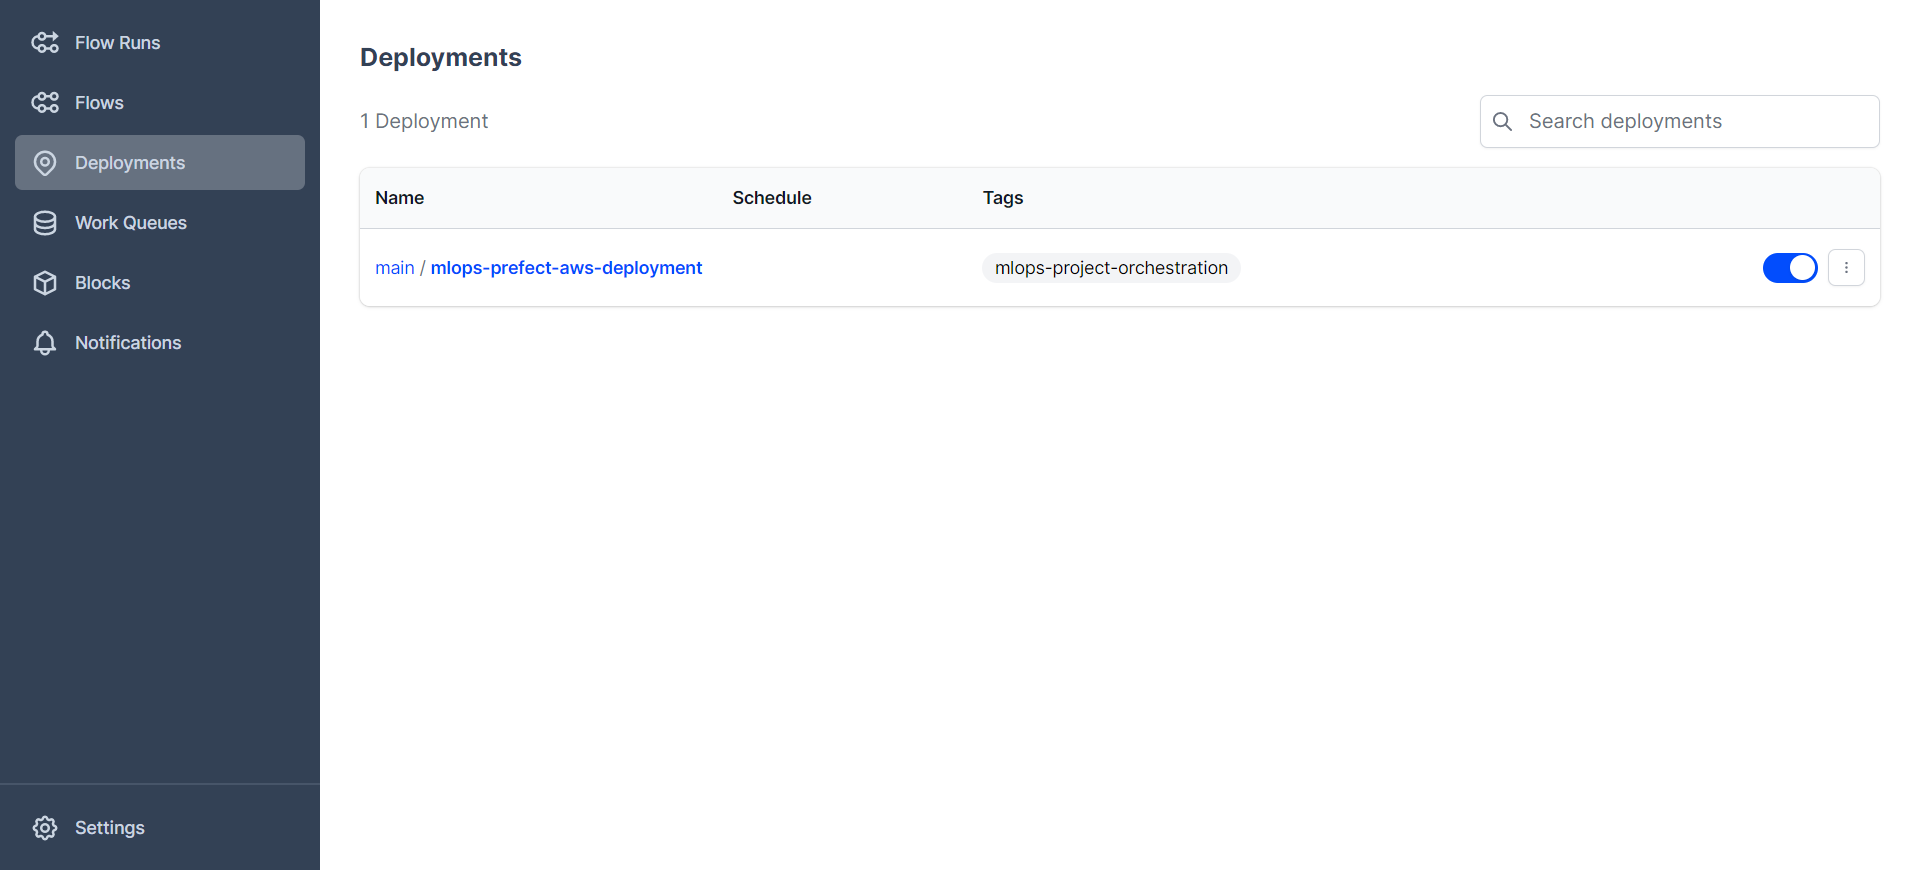 Flow Runs
Flows
Deployments
Work Queues
Blocks
Notifications
Settings
Deployments
1 Deployment
Search deployments
Name Schedule Tags
main / mlops-prefect-aws-deployment mlops-project-orchestration